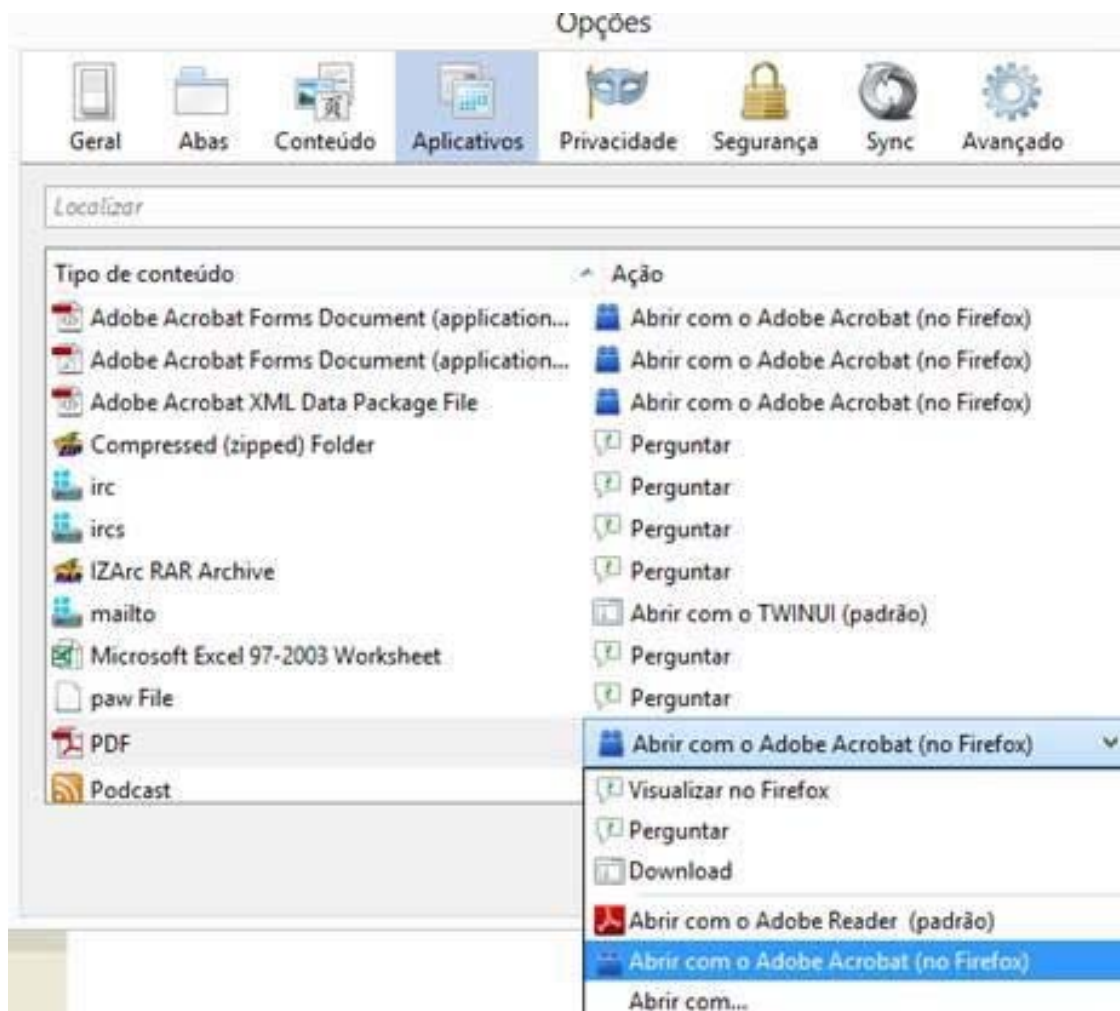 Opções
Geral Abas Conteúdo Aplicativos Privacidade Segurança Sync Avançado
Localizar
Tipo de conteúdo Ação
Adobe Acrobat Forms Document (application... Abrir com o Adobe Acrobat (no Firefox)
Adobe Acrobat Forms Document (application... Abrir com o Adobe Acrobat (no Firefox)
Adobe Acrobat XML Data Package File Abrir com o Adobe Acrobat (no Firefox)
Compressed (zipped) Folder Perguntar
irc Perguntar
ircs Perguntar
IZArc RAR Archive Perguntar
mailto Abrir com o TWINUI (padrão)
Microsoft Excel 97-2003 Worksheet Perguntar
paw File Perguntar
PDF Abrir com o Adobe Acrobat (no Firefox)
Podcast Visualizar no Firefox
Perguntar
Download
Abrir com o Adobe Reader (padrão)
Abrir com o Adobe Acrobat (no Firefox)
Abrir com...